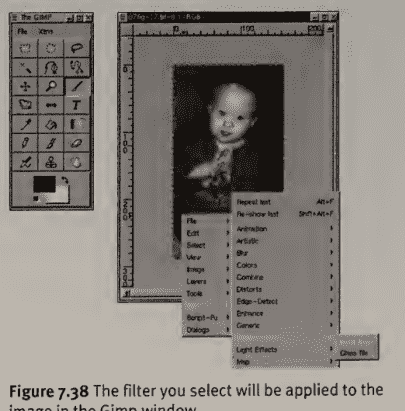 The GIMP
File Xtns
Repeat last Alt+F
Re-show last Shift+Alt+F
File
Edit
Select
View
Image
Layers
Tools
Script-Fu
Dialogs
Animation
Artistic
Blur
Colors
Combine
Distorts
Edge-Detect
Enhance
Generic
Light Effects
Map
Figure 7.38 The filter you select will be applied to the
image in the Gimp window